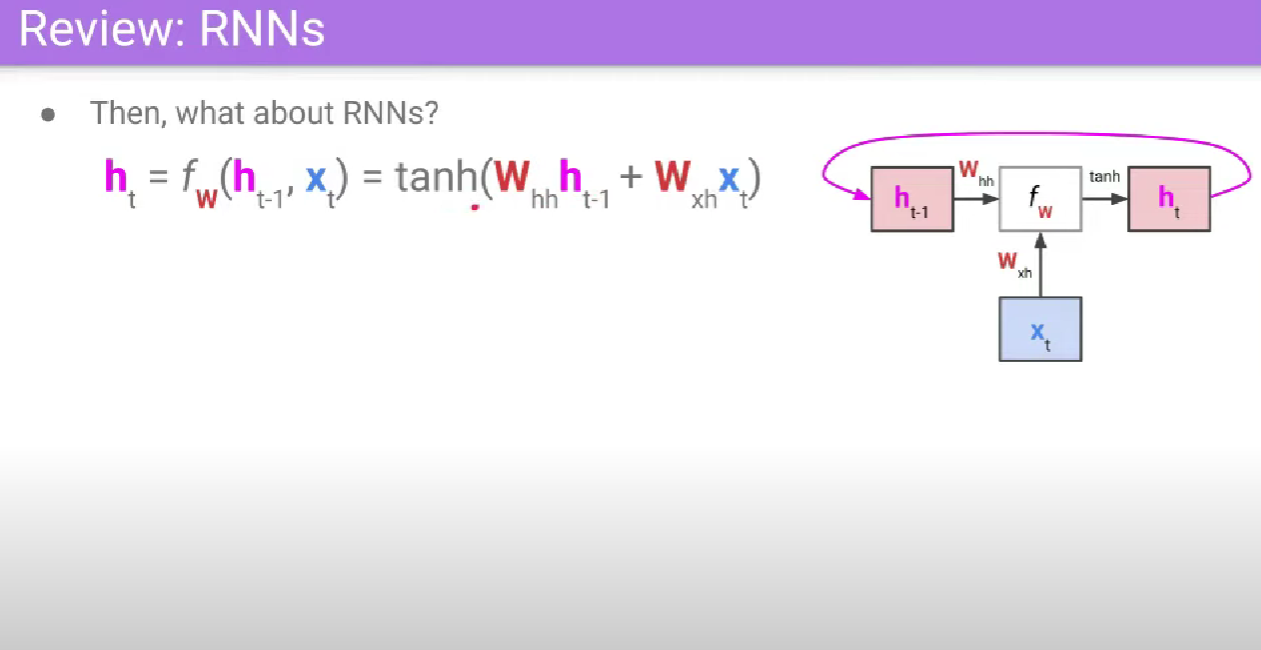 Review: RNNs
● Then, what about RNNs?
h_t = f_W(h_{t-1}, x_t) = tanh(W_{hh}h_{t-1} + W_{xh}x_t)
h_{t-1} W_{hh} f_W tanh h_t
W_{xh}
x_t